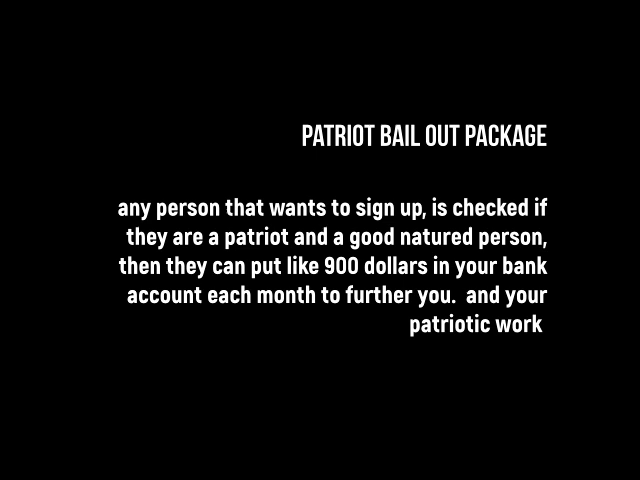 PATRIOT BAIL OUT PACKAGE
any person that wants to sign up, is checked if
they are a patriot and a good natured person,
then they can put like 900 dollars in your bank
account each month to further you.  and your
patriotic work